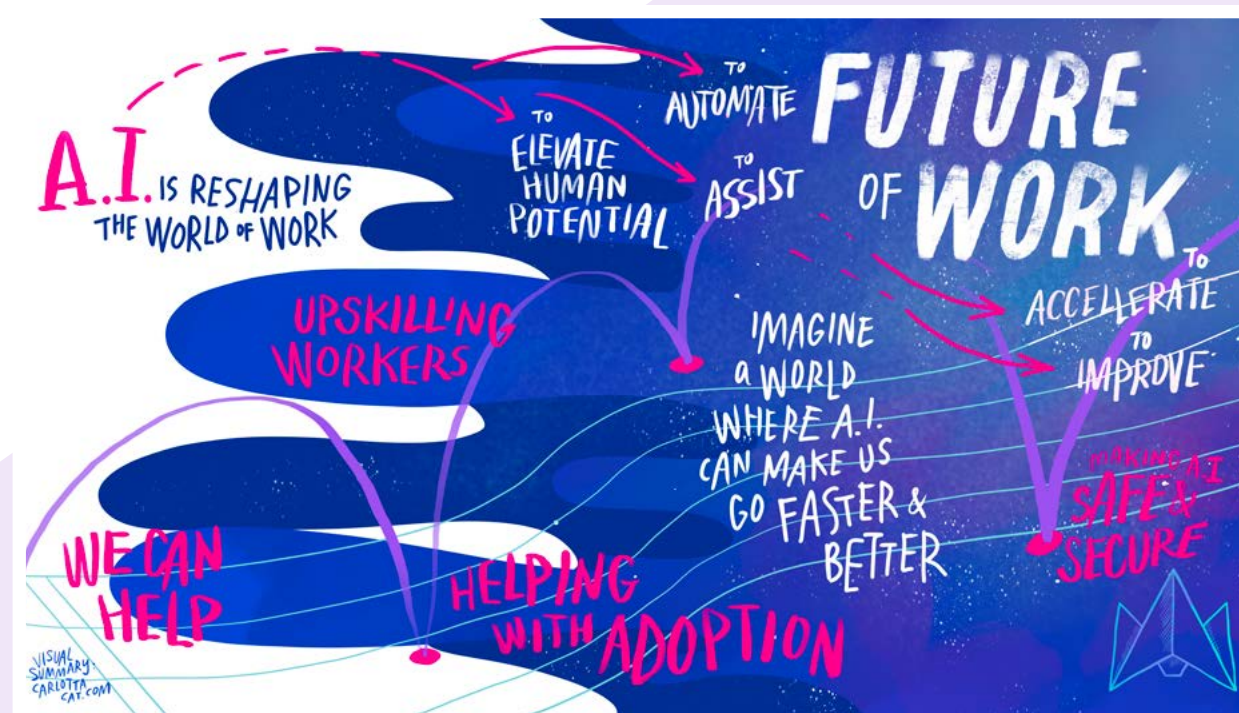 A.I. IS RESHAPING
THE WORLD OF WORK
TO
ELEVATE
HUMAN
POTENTIAL
TO
AUTOMATE
TO
ASSIST
FUTURE
OF WORK
TO
ACCELLERATE
TO
IMPROVE
UPSKILLING
WORKERS
IMAGINE
a WORLD
WHERE A.I.
CAN MAKE US
GO FASTER &
BETTER
MAKING A.I
SAFE &
SECURE
WE CAN
HELP
HELPING
WITH ADOPTION
VISUAL
SUMMARY.
CARLOTTA
CAT.COM